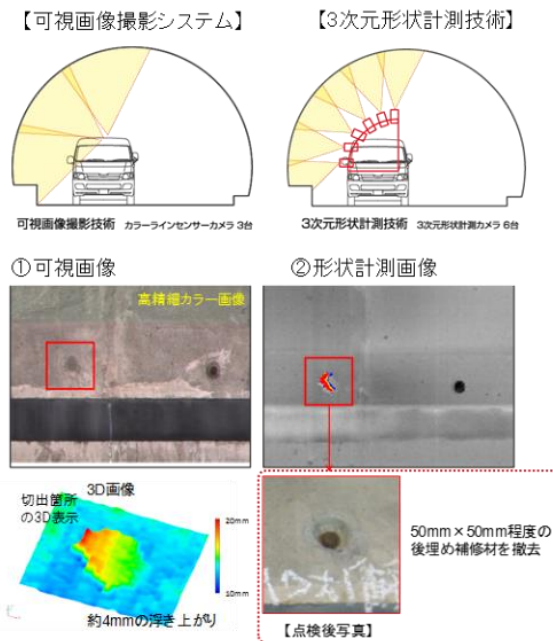 【可視画像撮影システム】
【3次元形状計測技術】
可視画像撮影技術 カラーラインセンサーカメラ 3台
3次元形状計測技術 3次元形状計測カメラ 6台
①可視画像
②形状計測画像
高精細カラー画像
3D画像
切出箇所
の3D表示
20mm
10mm
約4mmの浮き上がり
50mm×50mm程度の
後埋め補修材を撤去
【点検後写真】